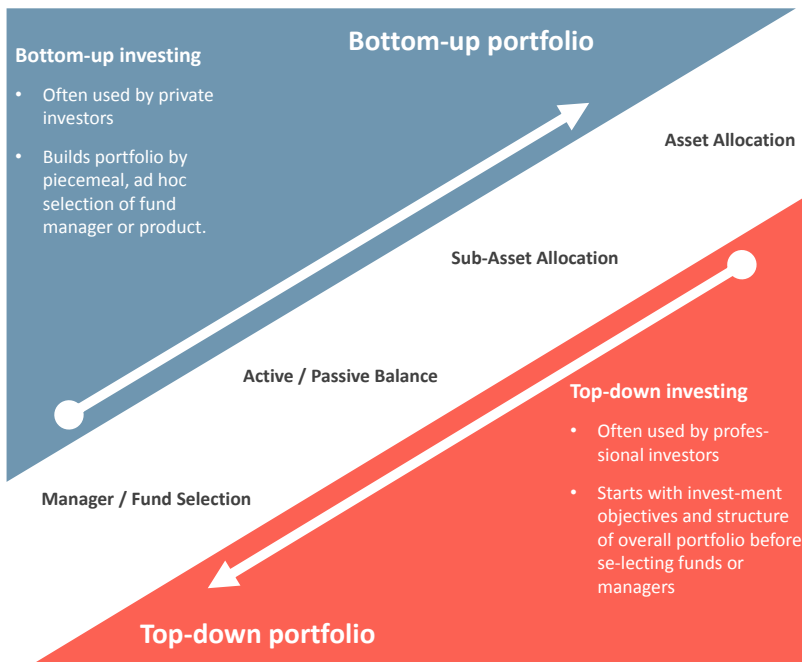 Bottom-up portfolio
Bottom-up investing
• Often used by private
investors
• Builds portfolio by
piecemeal, ad hoc
selection of fund
manager or product.
Asset Allocation
Sub-Asset Allocation
Active / Passive Balance
Manager / Fund Selection
Top-down investing
• Often used by profes-
sional investors
• Starts with invest-ment
objectives and structure
of overall portfolio before
se-lecting funds or
managers
Top-down portfolio